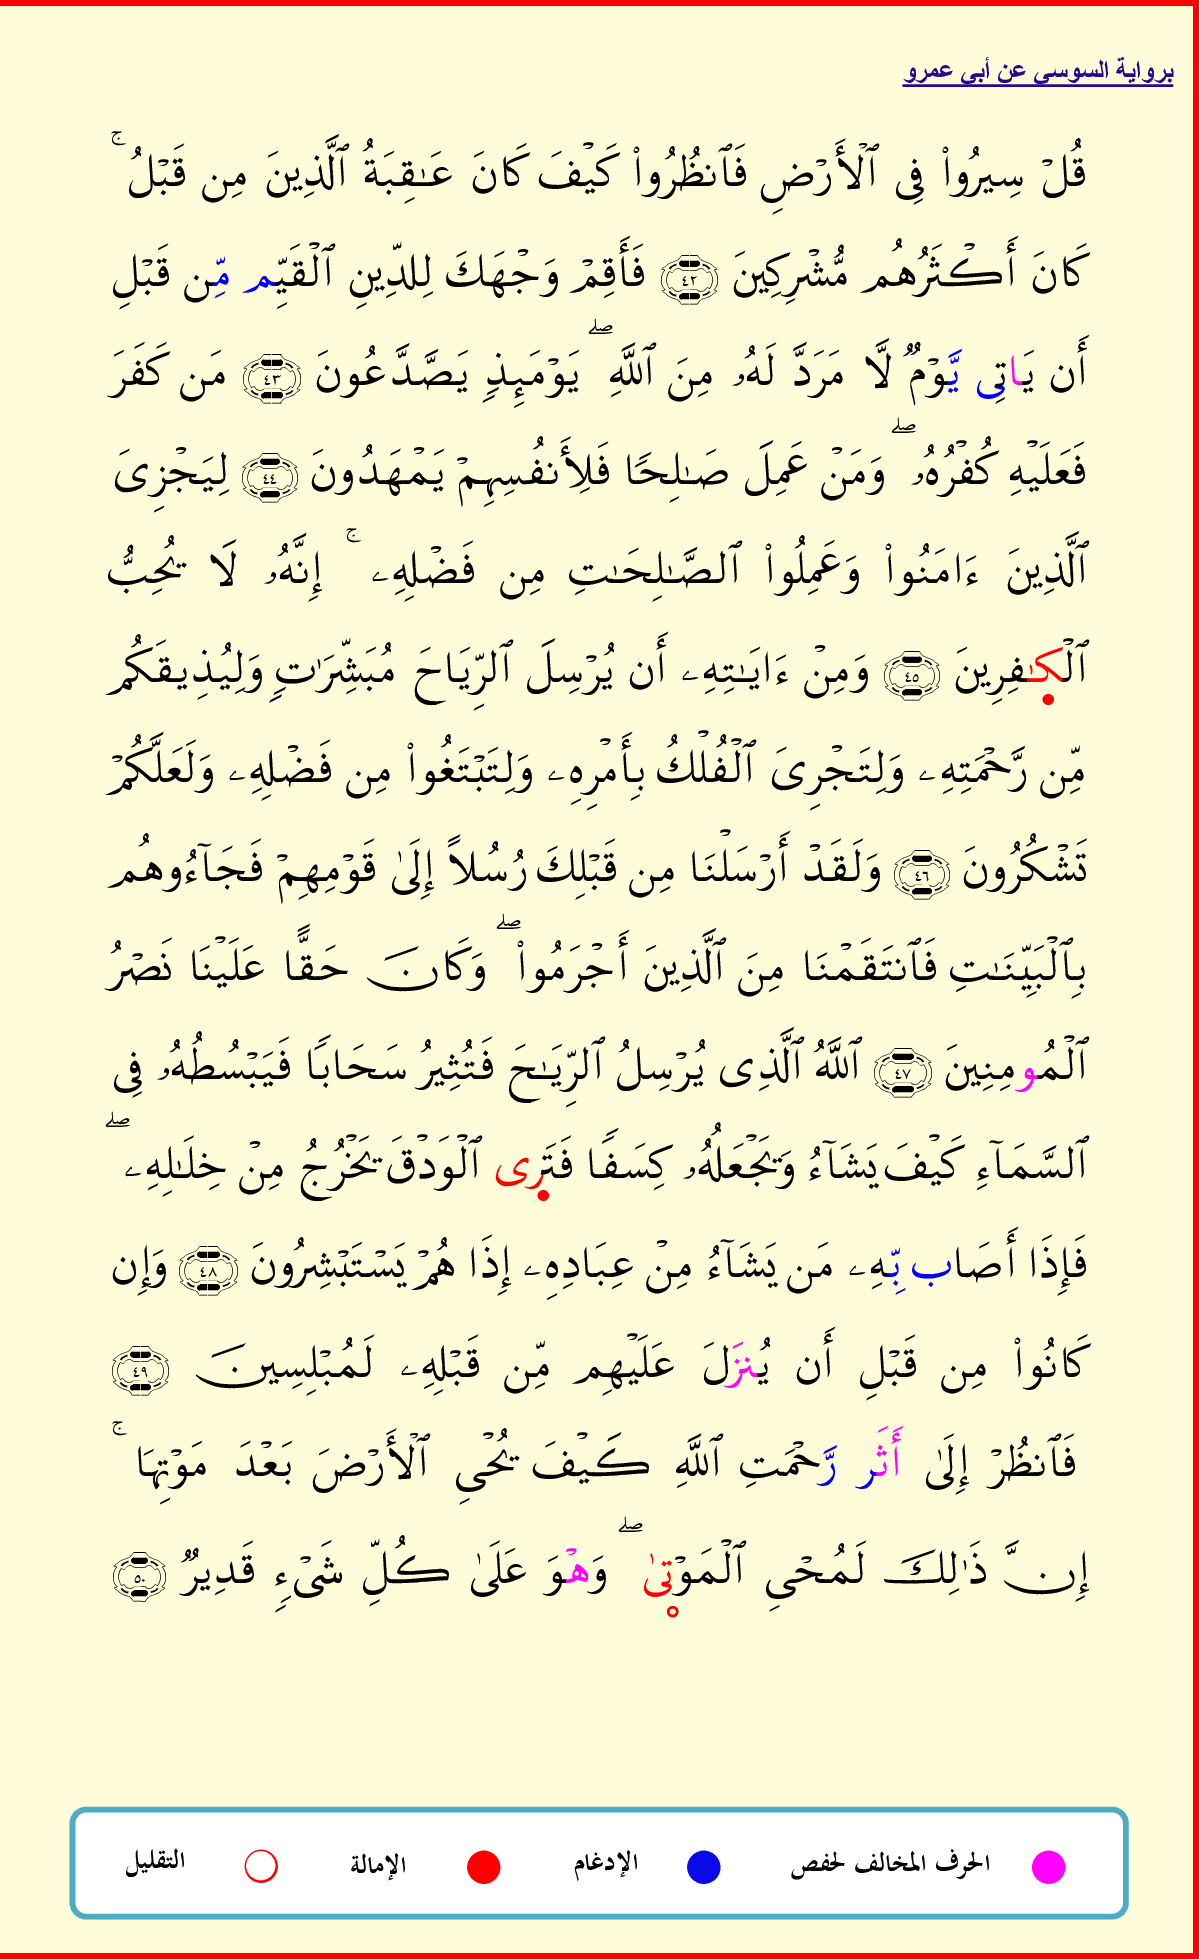 برواية السوسي عن أبي عمرو
قُلْ سِيرُوا۟ فِى ٱلْأَرْضِ فَٱنظُرُوا۟ كَيْفَ كَانَ عَـٰقِبَةُ ٱلَّذِينَ مِن قَبْلُ ۚ
كَانَ أَكْثَرُهُم مُّشْرِكِينَ ٤٢ فَأَقِمْ وَجْهَكَ لِلدِّينِ ٱلْقَيِّم مِّن قَبْلِ
أَن يَاتِى يَّوْمٌ لَّا مَرَدَّ لَهُۥ مِنَ ٱللَّهِ ۖ يَوْمَئِذٍ يَصَّدَّعُونَ ٤٣ مَن كَفَرَ
فَعَلَيْهِ كُفْرُهُۥ ۖ وَمَنْ عَمِلَ صَـٰلِحًا فَلِأَنفُسِهِمْ يَمْهَدُونَ ٤٤ لِيَجْزِىَ
ٱلَّذِينَ ءَامَنُوا۟ وَعَمِلُوا۟ ٱلصَّـٰلِحَـٰتِ مِن فَضْلِهِۦ ۚ إِنَّهُۥ لَا يُحِبُّ
ٱلْكَـٰفِرِينَ ٤٥ وَمِنْ ءَايَـٰتِهِۦ أَن يُرْسِلَ ٱلرِّيَاحَ مُبَشِّرَٰتٍ وَلِيُذِيقَكُم
مِّن رَّحْمَتِهِۦ وَلِتَجْرِىَ ٱلْفُلْكُ بِأَمْرِهِۦ وَلِتَبْتَغُوا۟ مِن فَضْلِهِۦ وَلَعَلَّكُمْ
تَشْكُرُونَ ٤٦ وَلَقَدْ أَرْسَلْنَا مِن قَبْلِكَ رُسُلاً إِلَىٰ قَوْمِهِمْ فَجَآءُوهُم
بِٱلْبَيِّنَـٰتِ فَٱنتَقَمْنَا مِنَ ٱلَّذِينَ أَجْرَمُوا۟ ۖ وَكَانَ حَقًّا عَلَيْنَا نَصْرُ
ٱلْمُومِنِينَ ٤٧ ٱللَّهُ ٱلَّذِى يُرْسِلُ ٱلرِّيَـٰحَ فَتُثِيرُ سَحَابًا فَيَبْسُطُهُۥ فِى
ٱلسَّمَآءِ كَيْفَ يَشَآءُ وَيَجْعَلُهُۥ كِسَفًا فَتَرِى ٱلْوَدْقَ يَخْرُجُ مِنْ خِلَـٰلِهِۦ ۖ
فَإِذَا أَصَاب بِّهِۦ مَن يَشَآءُ مِنْ عِبَادِهِۦ إِذَا هُمْ يَسْتَبْشِرُونَ ٤٨ وَإِن
كَانُوا۟ مِن قَبْلِ أَن يُنزَلَ عَلَيْهِم مِّن قَبْلِهِۦ لَمُبْلِسِينَ ٤٩
فَٱنظُرْ إِلَىٰ أَثَر رَّحْمَتِ ٱللَّهِ كَيْفَ يُحْىِ ٱلْأَرْضَ بَعْدَ مَوْتِهَا ۚ
إِنَّ ذَٰلِكَ لَمُحْىِ ٱلْمَوْتىٰ ۖ وَهْوَ عَلَىٰ كُلِّ شَىْءٍ قَدِيرٌ ٥٠
الحرف المخالف لحفص الإدغام الإمالة التقليل